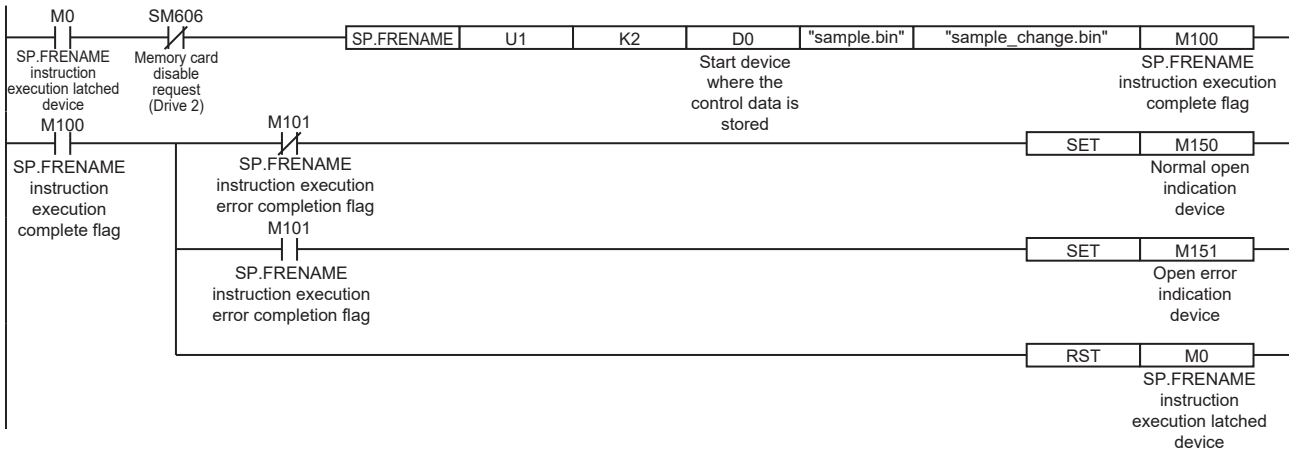 M0
SM606
SP.FRENAME U1 K2 D0 "sample.bin" "sample_change.bin" M100
SP.FRENAME
instruction
execution latched
device
Memory card
disable
request
(Drive 2)
Start device
where the
control data is
stored
SP.FRENAME
instruction execution
complete flag
M100
M101
SET M150
SP.FRENAME
instruction
execution
complete flag
SP.FRENAME
instruction execution
error completion flag
Normal open
indication
device
M101
SET M151
SP.FRENAME
instruction execution
error completion flag
Open error
indication
device
RST M0
SP.FRENAME
instruction
execution latched
device